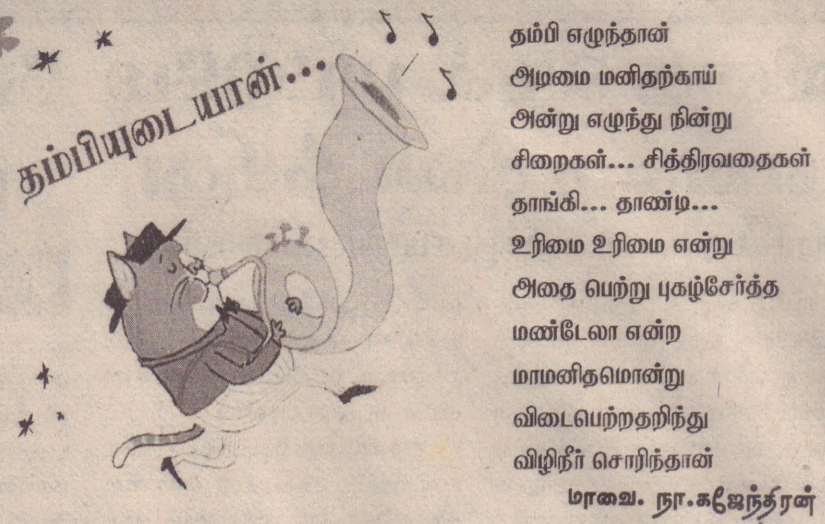 தம்பியுடையான்...
தம்பி எழுந்தான்
அடிமை மனிதற்காய்
அன்று எழுந்து நின்று
சிறைகள்... சித்திரவதைகள்
தாங்கி... தாண்டி...
உரிமை உரிமை என்று
அதை பெற்று புகழ்சேர்த்த
மண்டேலா என்ற
மாமனிதமொன்று
விடைபெற்றதறிந்து
விழிநீர் சொரிந்தான்
மாவை. நா.கஜேந்திரன்